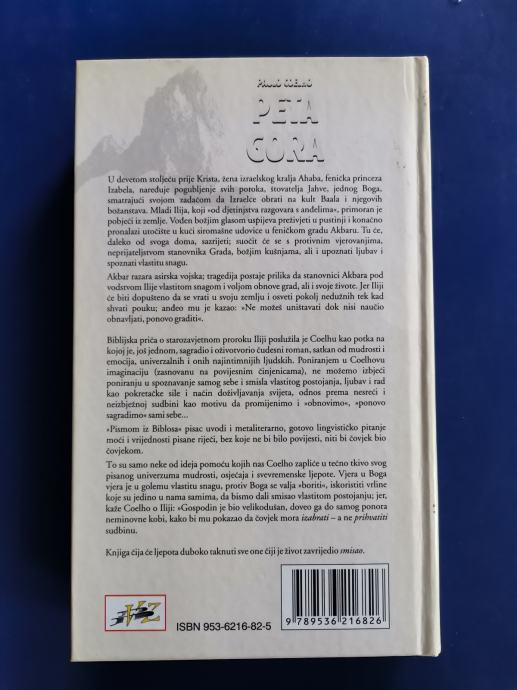 PAULO COELHO
PETA
GORA
U devetom stoljeću prije Krista, žena izraelskog kralja Ahaba, fenička princeza
Izabela, naređuje pogubljenje svih poroka, štovatelja Jahve, jednog Boga,
smatrajući svojom zadaćom da Izraelce obrati na kult Baala i njegovih
božanstava. Mladi Ilija, koji »od djetinjstva razgovara s anđelima«, primoran je
pobjeći iz zemlje. Vođen božjim glasom uspijeva preživjeti u pustinji i konačno
pronalazi utočište u kući siromašne udovice u feničkom gradu Akbaru. Tu će,
daleko od svoga doma, sazrijeti; suočit će se s protivnim vjerovanjima,
neprijateljstvom stanovnika Grada, božjim kušnjama, ali i upoznati ljubav i
spoznati vlastitu snagu.
Akbar razara asirska vojska; tragedija postaje prilika da stanovnici Akbara pod
vodstvom Ilije vlastitom snagom i voljom obnove grad, ali i svoje živote. Jer Iliji
će biti dopušteno da se vrati u svoju zemlju i osveti pokolj nedužnih tek kad
shvati pouku; anđeo mu je kazao: »Ne možeš uništavati dok nisi naučio
obnavljati, ponovo graditi«.
Biblijska priča o starozavjetnom proroku Iliji poslužila je Coelhu kao potka na
kojoj je, još jednom, sagradio i oživotvorio čudesni roman, satkan od mudrosti i
emocija, univerzalnih i onih najintimnijih ljudskih. Poniranjem u Coelhovu
imaginaciju (zasnovanu na povijesnim činjenicama), ne možemo izbjeći
poniranju u spoznavanje samog sebe i smisla vlastitog postojanja, ljubav i rad
kao pokretačke sile i način doživljavanja svijeta, odnos prema nesreći i
neizbježnoj sudbini kao motivu da promijenimo i »obnovimo«, »ponovo
sagradimo« sami sebe...
»Pismom iz Biblosa« pisac uvodi i metaliterarno, gotovo lingvističko pitanje
moći i vrijednosti pisane riječi, bez koje ne bi bilo povijesti, niti bi čovjek bio
čovjekom.
To su samo neke od ideja pomoću kojih nas Coelho zapliće u tečno tkivo svog
pisanog univerzuma mudrosti, osjećaja i svevremenske ljepote. Vjera u Boga
vjera je u golemu vlastitu snagu, protiv Boga se valja »boriti«, iskoristiti vrline
koje su jedino u nama samima, da bismo dali smisao vlastitom postojanju; jer,
kaže Coelho o Iliji: »Gospodin je bio velikodušan, doveo ga do samog ponora
neminovne kobi, kako bi mu pokazao da čovjek mora izabrati – a ne prihvatiti
sudbinu.
Knjiga čija će ljepota duboko taknuti sve one čiji je život zavrijedio smisao.
VZ
ISBN 953-6216-82-5
9 789536 216826